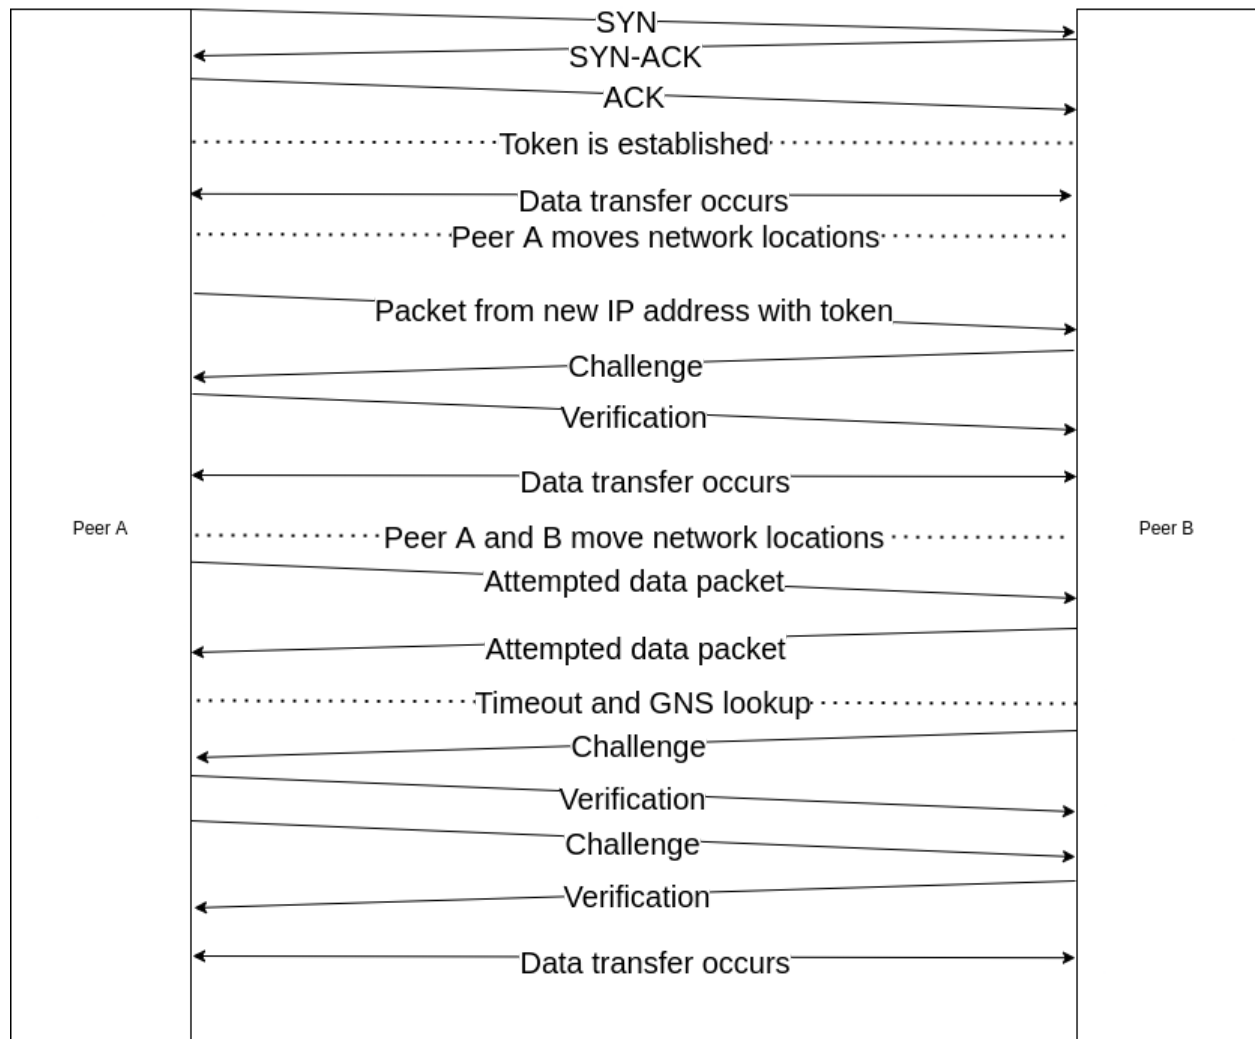 SYN
SYN-ACK
ACK
Token is established
Data transfer occurs
Peer A moves network locations
Packet from new IP address with token
Challenge
Verification
Data transfer occurs
Peer A
Peer B
Peer A and B move network locations
Attempted data packet
Attempted data packet
Timeout and GNS lookup
Challenge
Verification
Challenge
Verification
Data transfer occurs